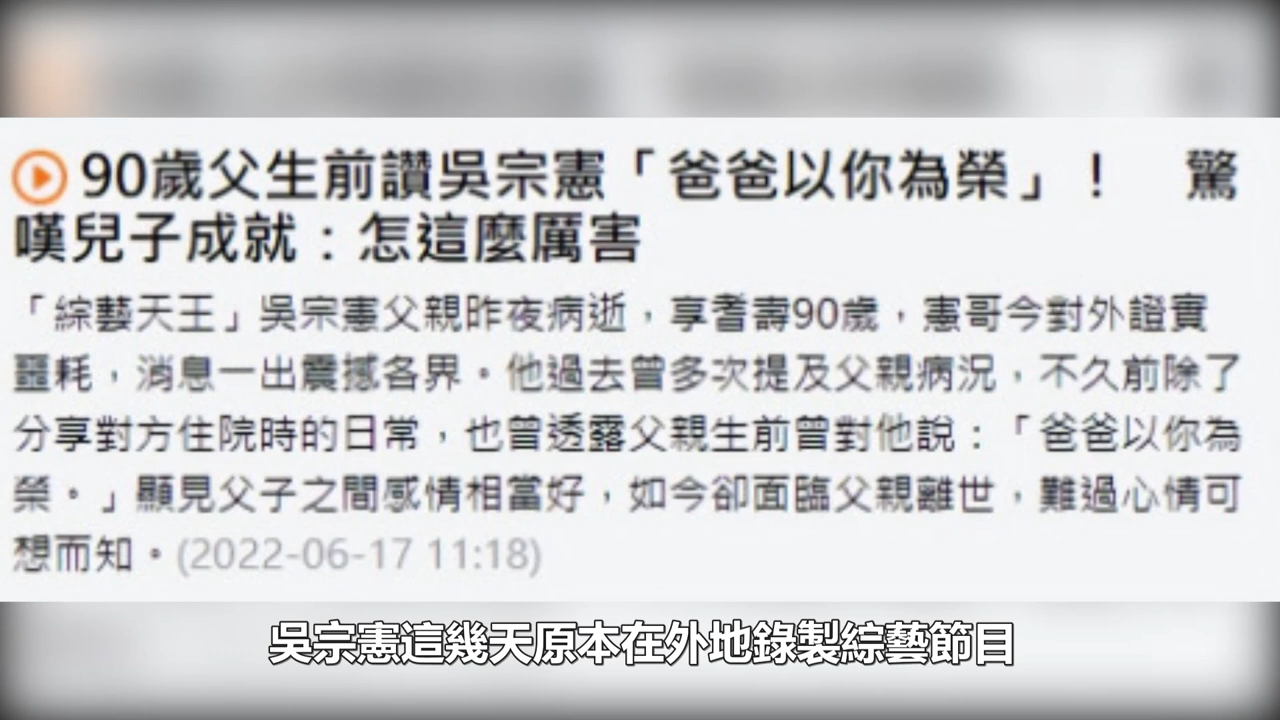 90歲父生前讚吳宗憲「爸爸以你為榮」！ 驚
嘆兒子成就：怎這麼厲害
「綜藝天王」吳宗憲父親昨夜病逝，享耆壽90歲，憲哥今對外證實
噩耗，消息一出震撼各界。他過去曾多次提及父親病況，不久前除了
分享對方住院時的日常，也曾透露父親生前曾對他說：「爸爸以你為
榮。」顯見父子之間感情相當好，如今卻面臨父親離世，難過心情可
想而知。(2022-06-17 11:18)
吳宗憲這幾天原本在外地錄製綜藝節目